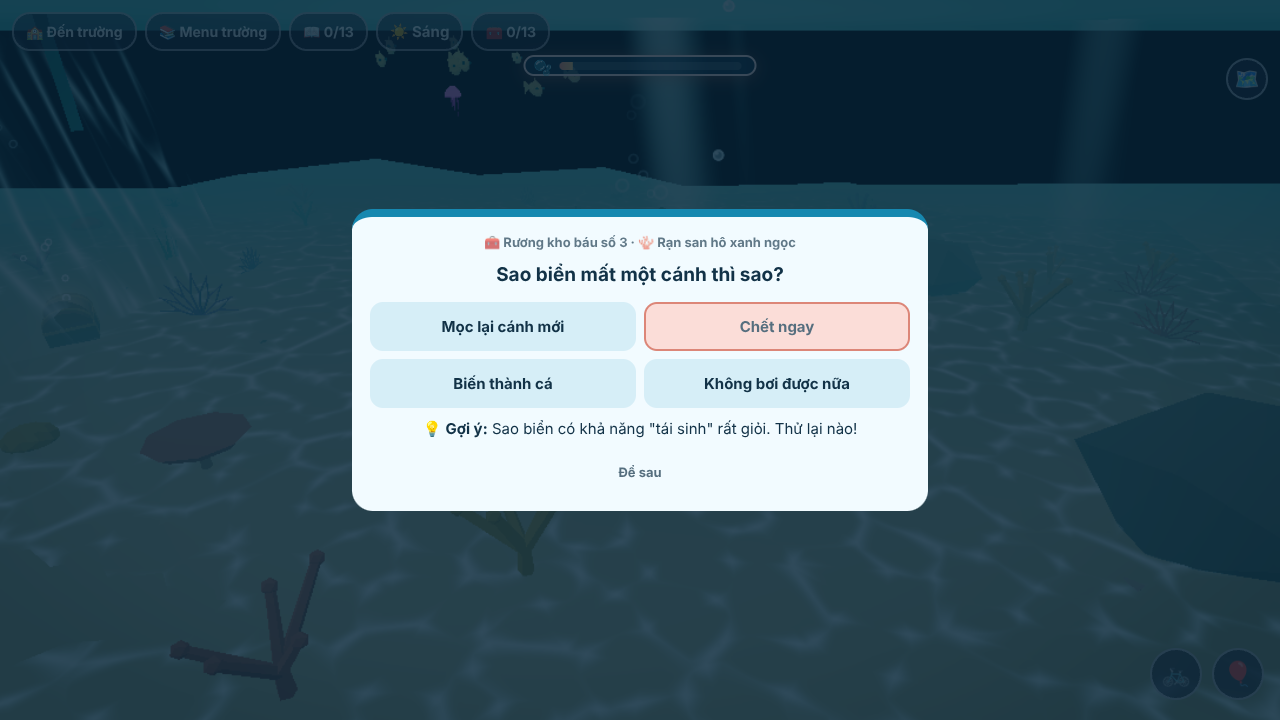 Đến trường
Menu trường
0/13
Sáng
0/13
Rương kho báu số 3 · Rạn san hô xanh ngọc
Sao biển mất một cánh thì sao?
Mọc lại cánh mới
Chết ngay
Biến thành cá
Không bơi được nữa
Gợi ý: Sao biển có khả năng "tái sinh" rất giỏi. Thử lại nào!
Để sau